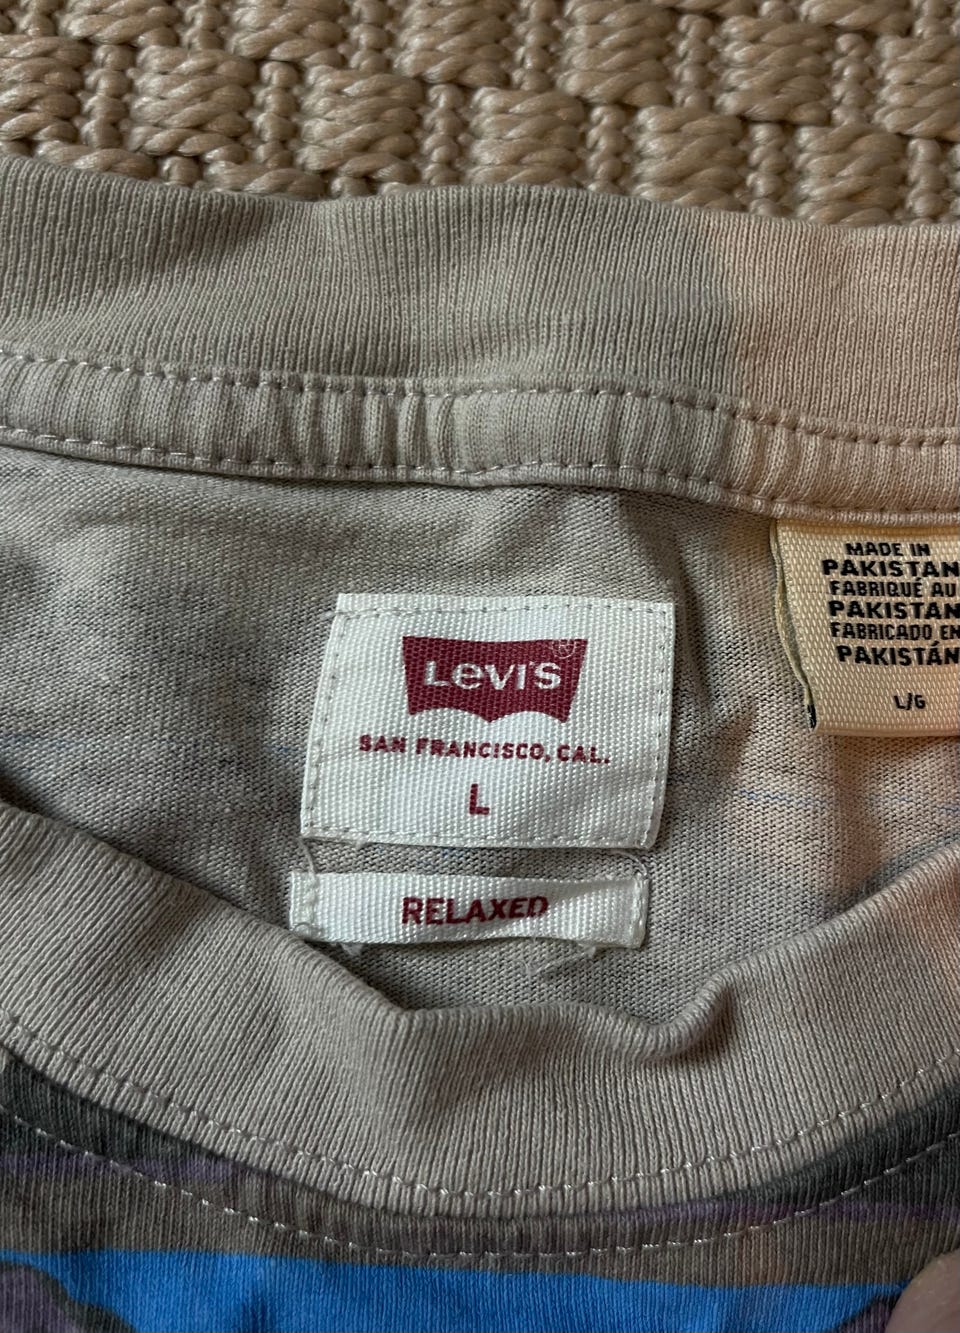 Levi's
SAN FRANCISCO, CAL.
L
RELAXED
MADE IN
PAKISTAN
FABRIQUÉ AU
PAKISTAN
FABRICADO EN
PAKISTÁN
L/G